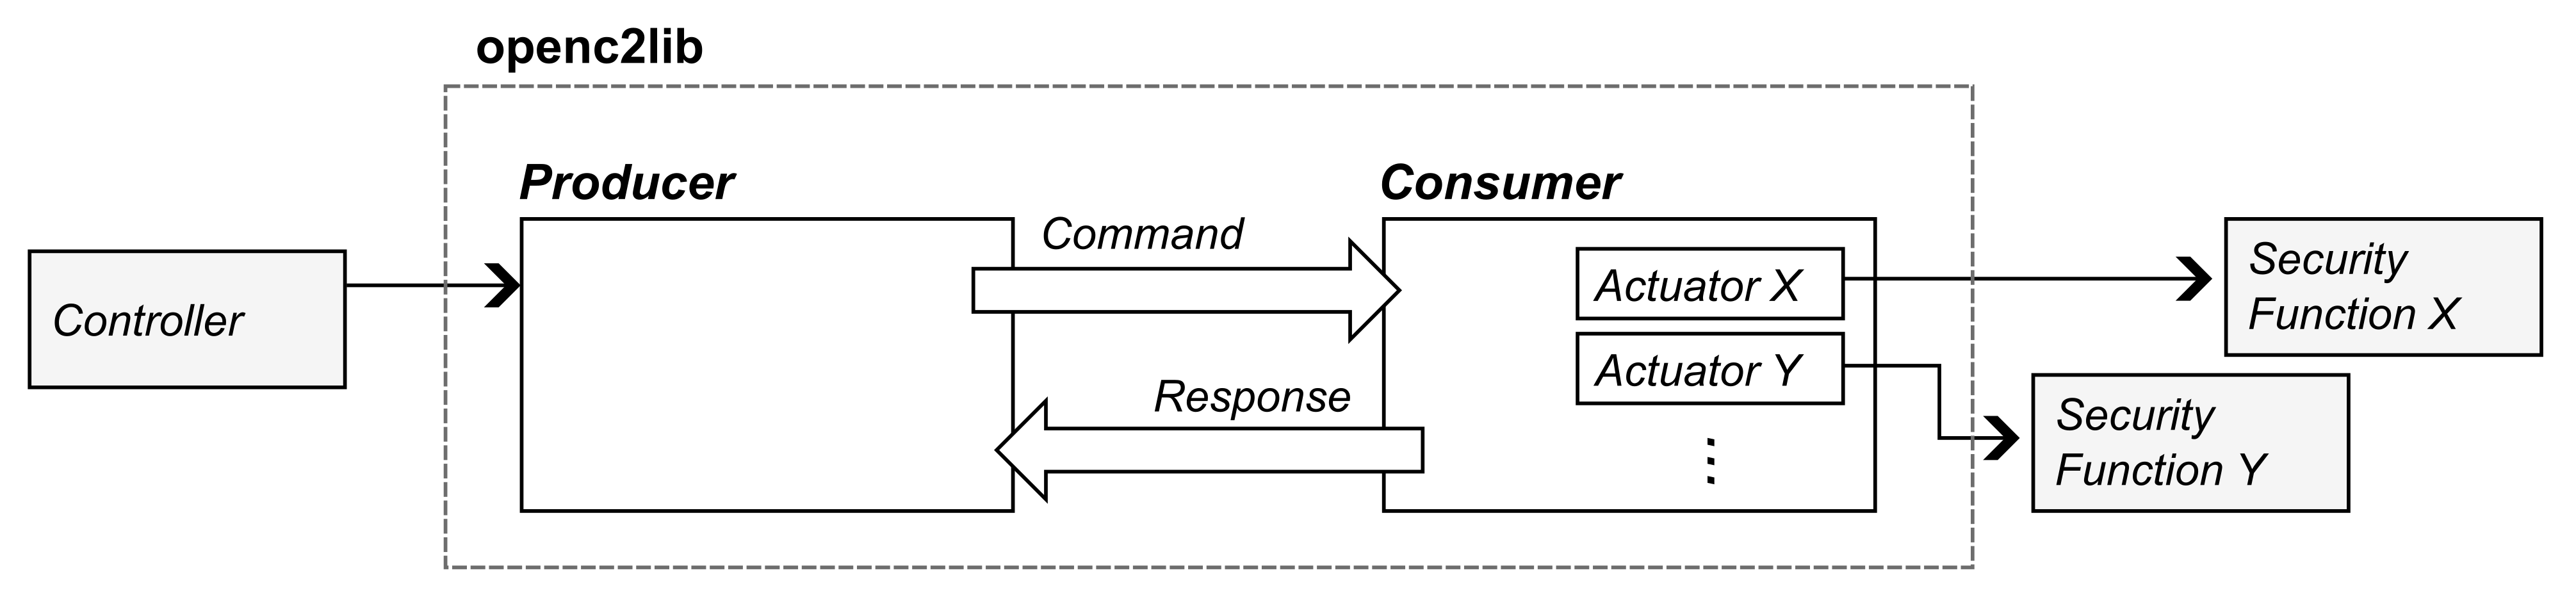 openc2lib
Producer
Consumer
Command
Controller
Actuator X
Security
Function X
Actuator Y
Response
Security
Function Y